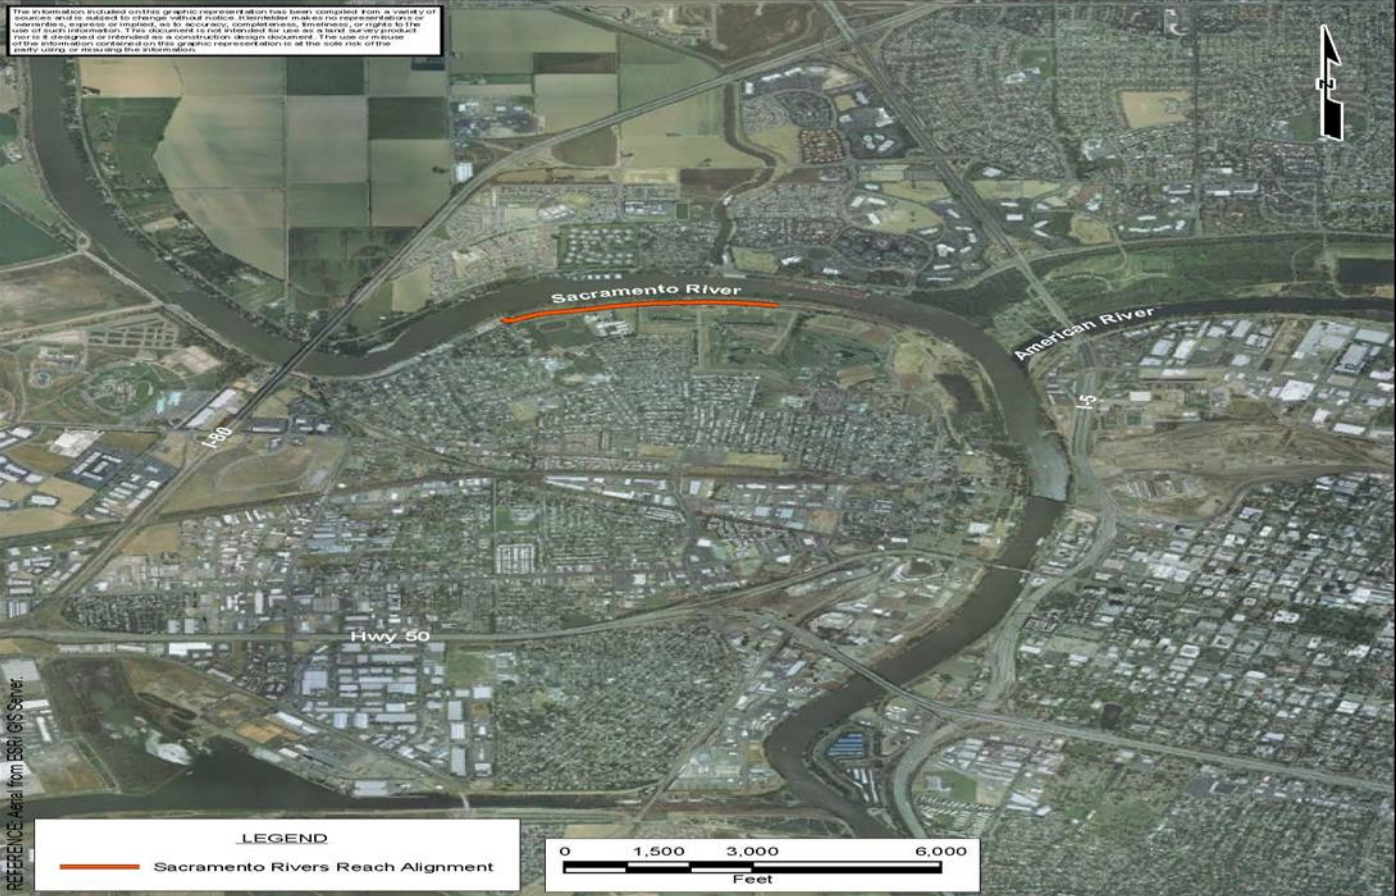 The information included on this graphic representation has been compiled from a variety of
sources and is subject to change without notice. Kleinfelder makes no representations or
warranties, express or implied, as to accuracy, completeness, timeliness, or rights to the
use of such information. This document is not intended for use as a land survey product
nor is it designed or intended as a construction design document. The use or misuse
of the information contained on this graphic representation is at the sole risk of the
party using or misusing the information.
N
Sacramento River
American River
I-5
I-80
Hwy 50
REFERENCE: Aerial from ESRI GIS Server.
LEGEND
Sacramento Rivers Reach Alignment
0 1,500 3,000 6,000
Feet